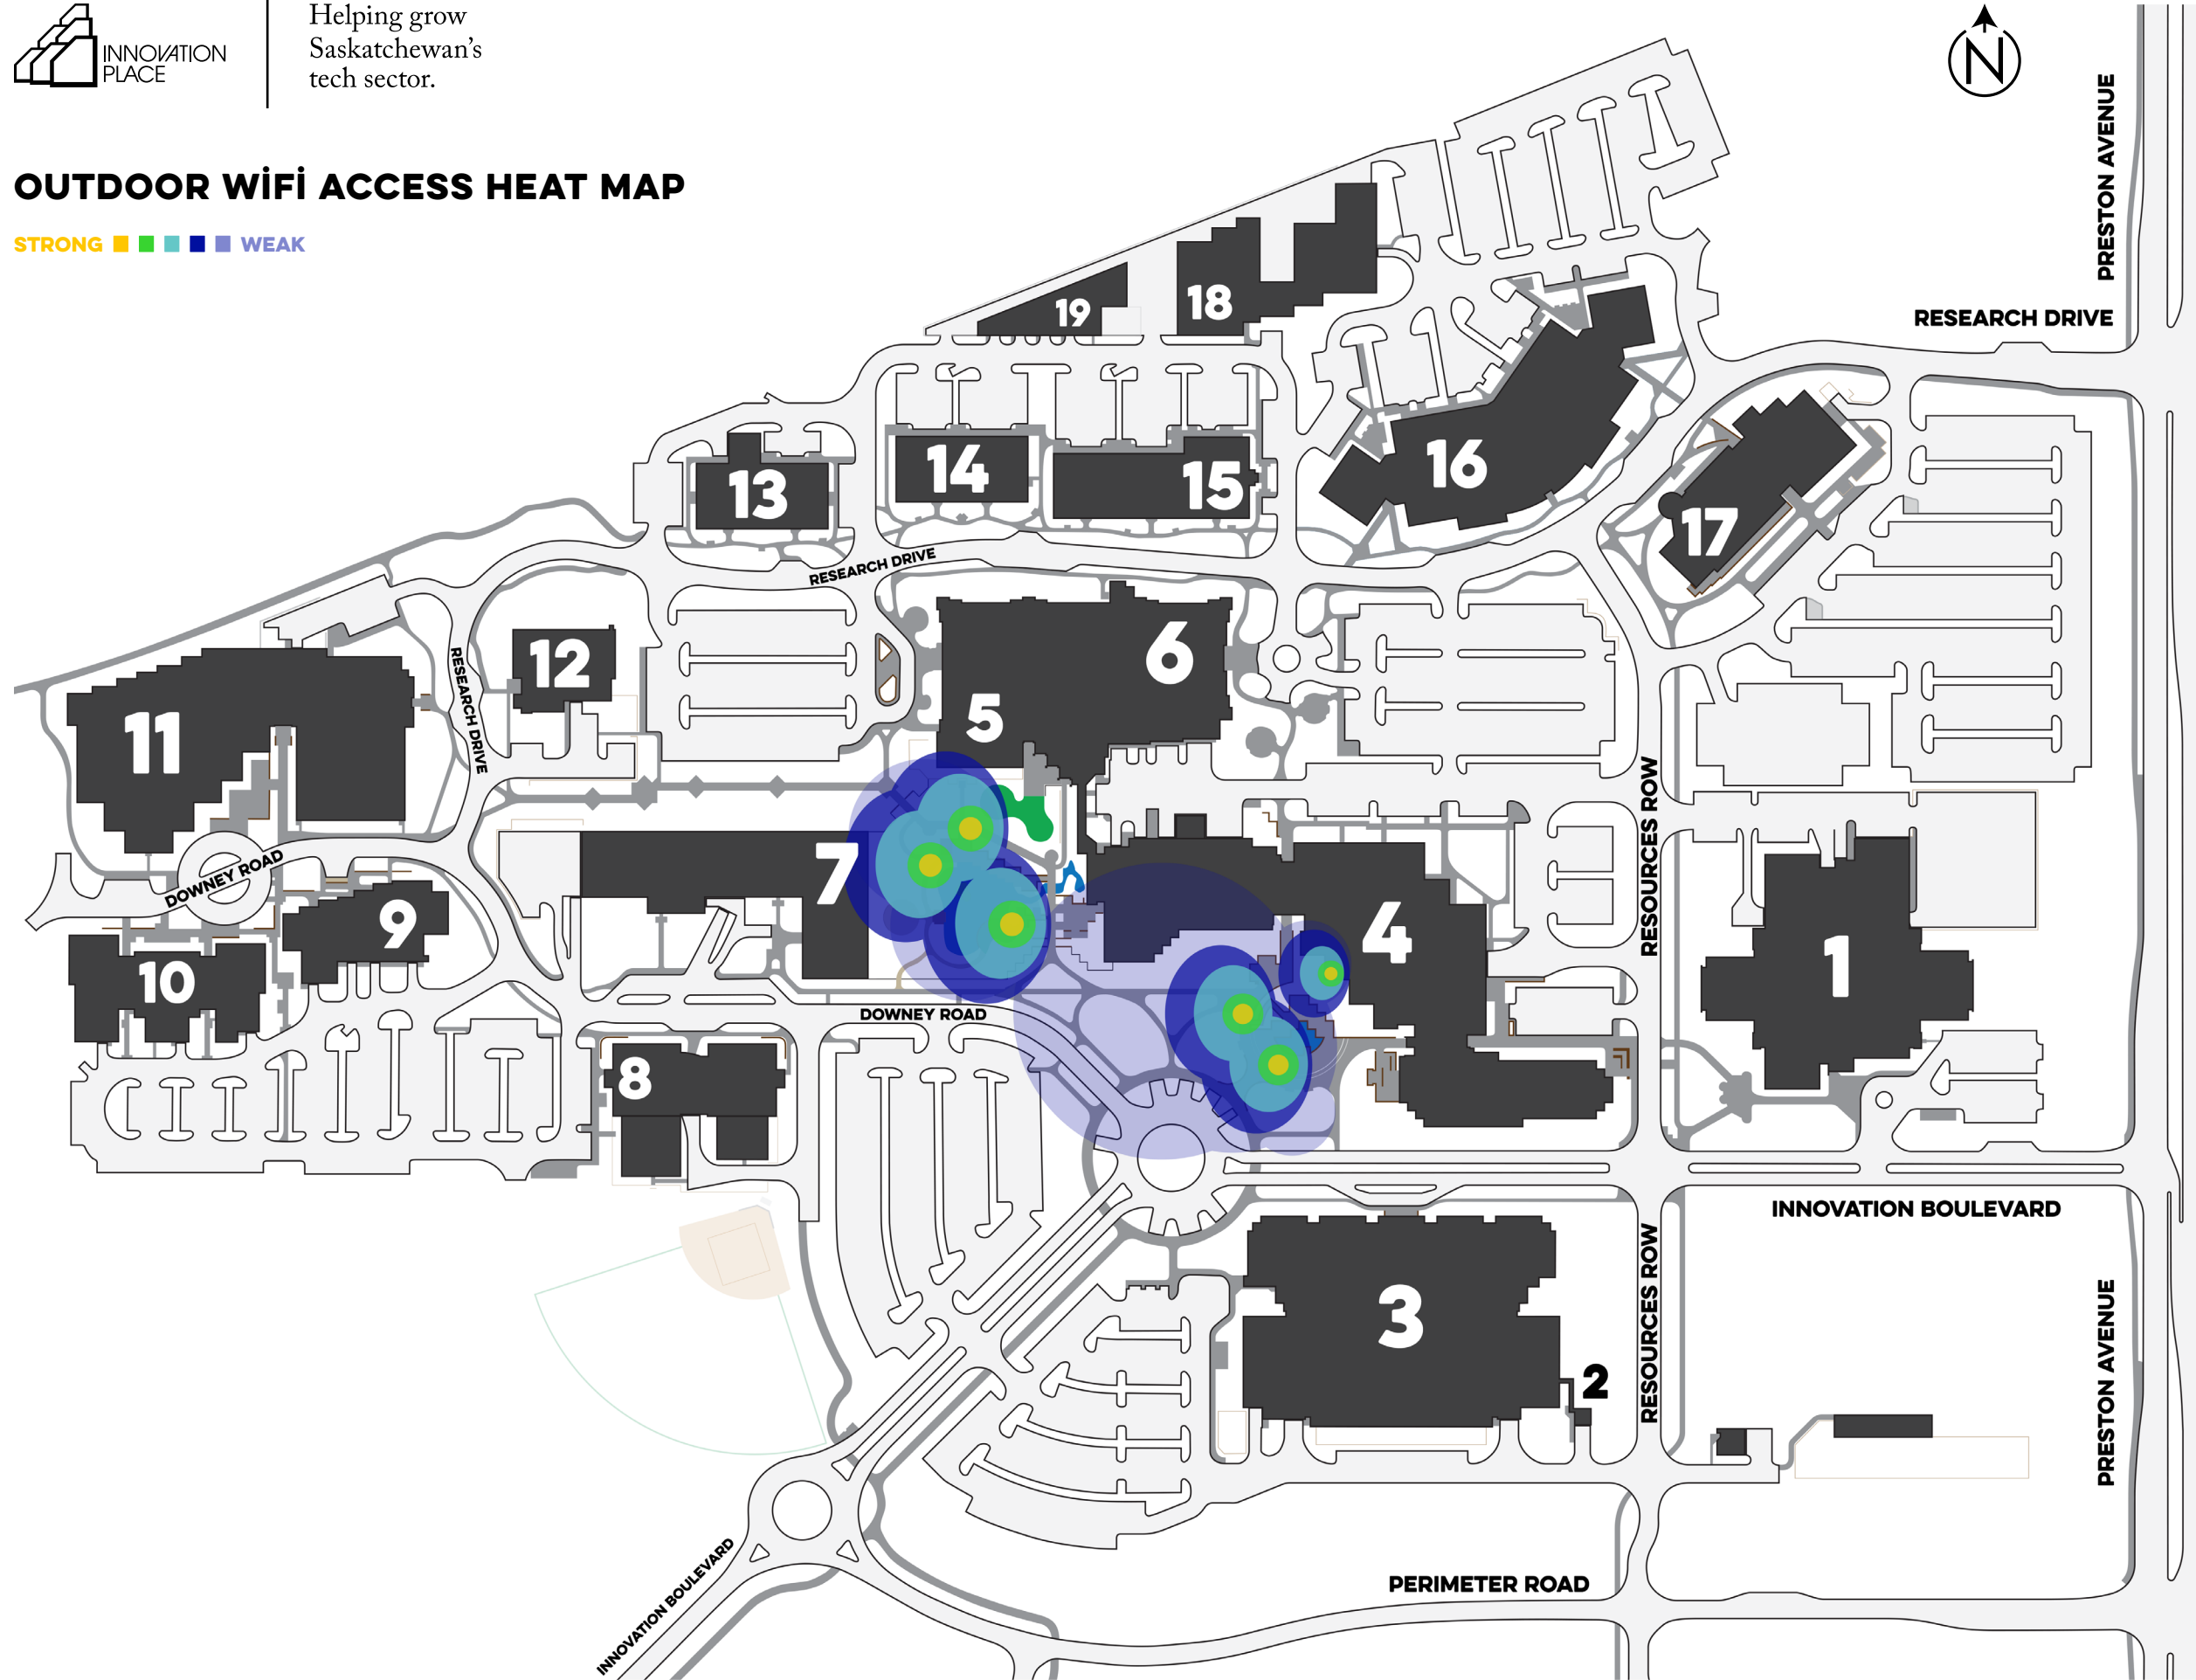 INNOVATION
PLACE
Helping grow
Saskatchewan's
tech sector.
N
OUTDOOR WiFi ACCESS HEAT MAP
STRONG WEAK
PRESTON AVENUE
RESEARCH DRIVE
19
18
16
17
13
14
15
RESEARCH DRIVE
12
RESEARCH DRIVE
11
6
5
7
4
1
RESOURCES ROW
DOWNEY ROAD
9
10
DOWNEY ROAD
8
INNOVATION BOULEVARD
3
2
RESOURCES ROW
PRESTON AVENUE
INNOVATION BOULEVARD
PERIMETER ROAD